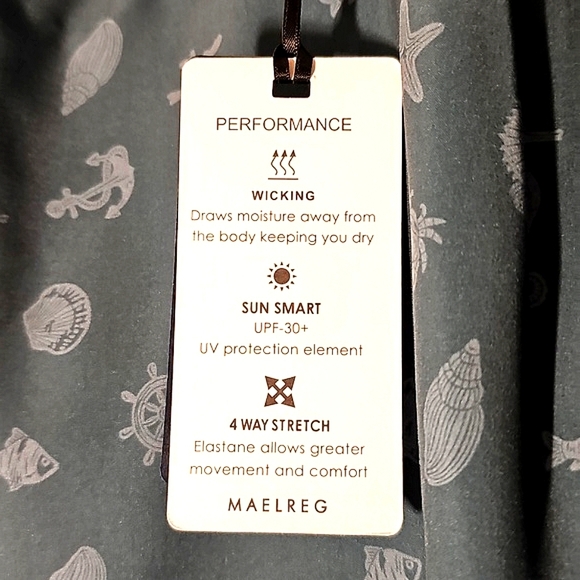 PERFORMANCE
WICKING
Draws moisture away from
the body keeping you dry
SUN SMART
UPF-30+
UV protection element
4 WAY STRETCH
Elastane allows greater
movement and comfort
MAELREG